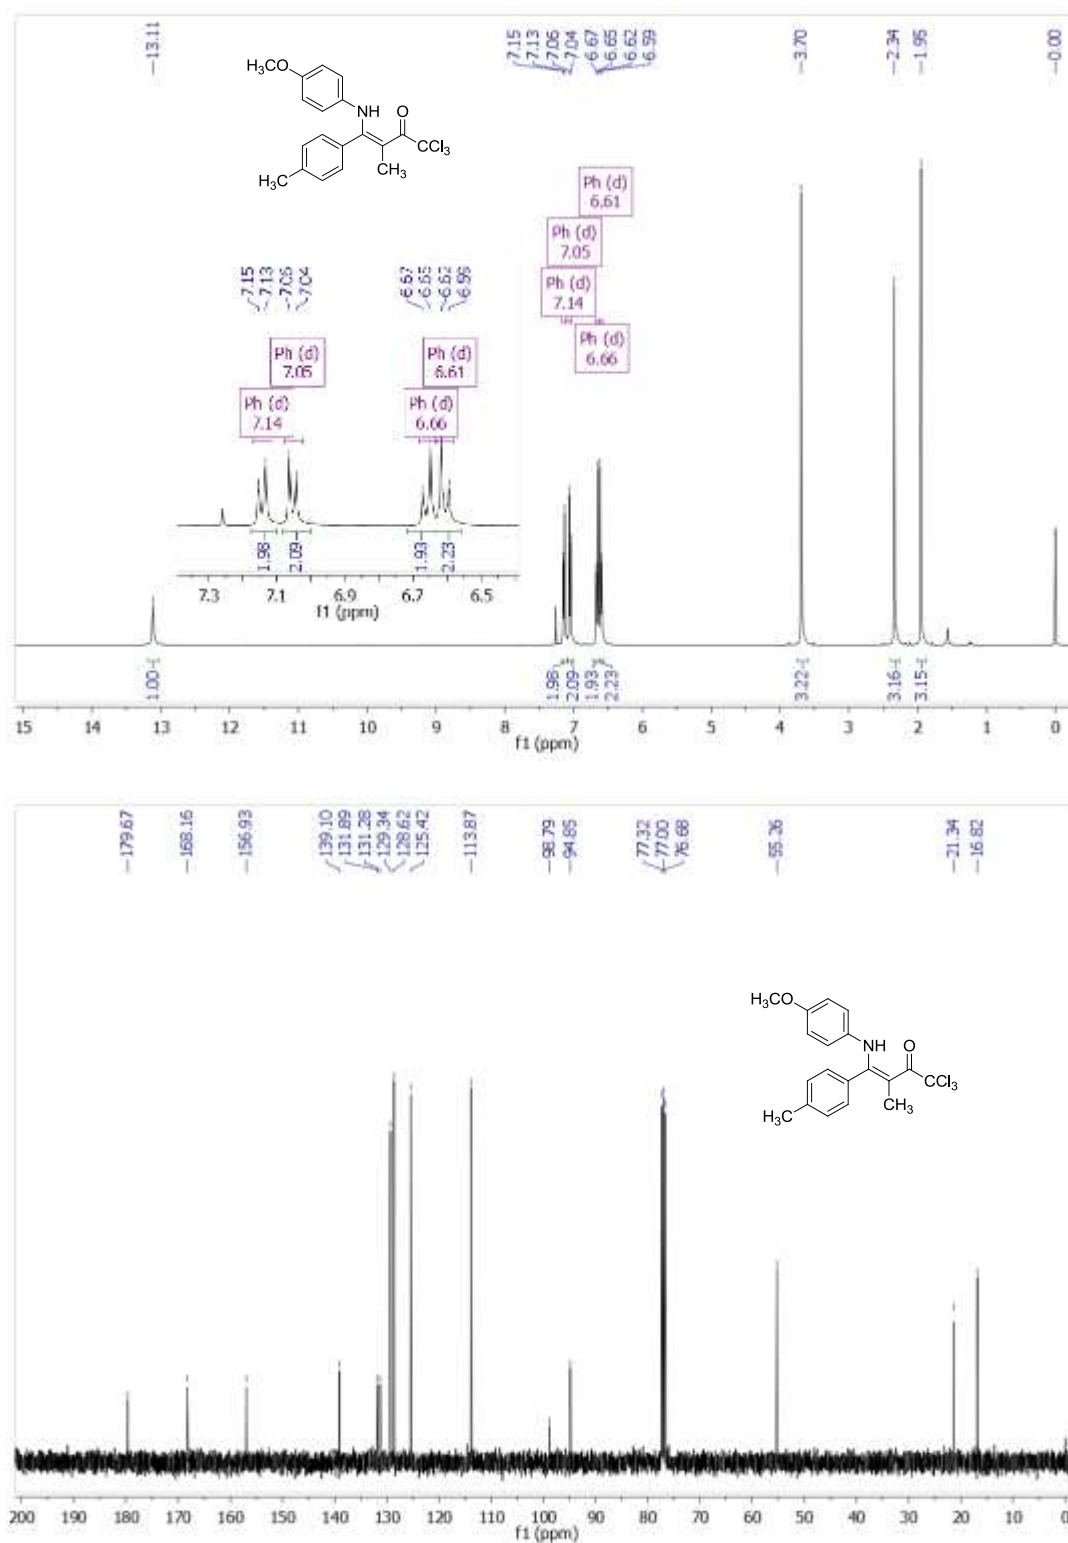 13.11
7.15
7.13
7.06
7.04
6.67
6.65
6.62
6.59
3.70
2.34
1.95
0.00
H₃CO
NH
O
CCl₃
H₃C
CH₃
Ph (d)
6.61
Ph (d)
7.05
Ph (d)
7.14
Ph (d)
6.66
7.15
7.13
7.06
7.04
6.67
6.65
6.62
6.59
Ph (d)
7.05
Ph (d)
6.61
Ph (d)
7.14
Ph (d)
6.66
1.98
2.09
1.93
2.23
7.3 7.1 6.9 6.7 6.5
f1 (ppm)
1.00
1.98
2.09
1.93
2.23
3.22
3.16
3.15
15 14 13 12 11 10 9 8 7 6 5 4 3 2 1 0
f1 (ppm)
179.67
168.16
156.93
139.10
131.89
131.28
129.34
128.62
125.42
113.87
98.79
94.85
77.32
77.00
76.68
55.26
21.34
16.82
H₃CO
NH
O
CCl₃
H₃C
CH₃
200 190 180 170 160 150 140 130 120 110 100 90 80 70 60 50 40 30 20 10 0
f1 (ppm)